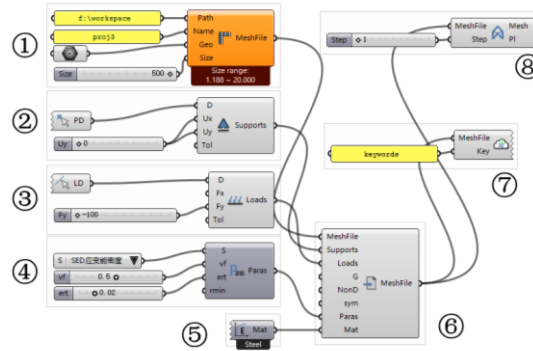 ①
f:\workspace
proj3
Size 500
Path
Name
Geo
Size
MeshFile
Size range:
1.188 ~ 20.000
②
PD
Uy 0
D
Ux
Uy
Tol
Supports
③
LD
Fy -100
D
Fx
Fy
Tol
Loads
④
S SED应变能密度
vf 0.5
ert 0.02
S
vf
ert
rmin
Paras
⑤
Mat
Steel
MeshFile
Supports
Loads
G
NonD
sym
Paras
Mat
MeshFile
⑥
keywords
MeshFile
Key
⑦
Step 1
MeshFile
Step
Mesh
Pl
⑧